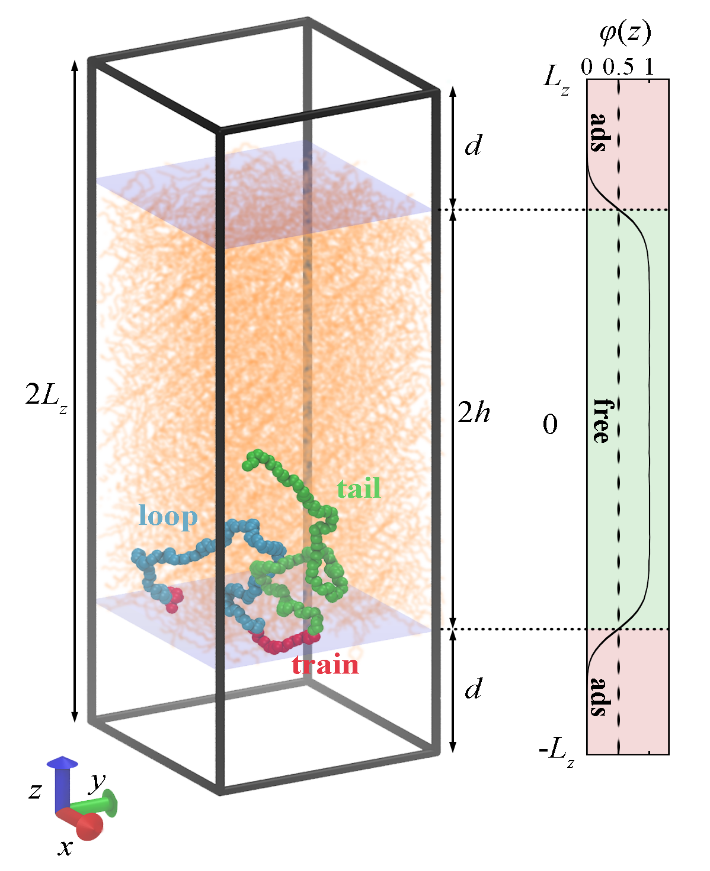 φ(z)
0 0.5 1
L_z
ads
d
2L_z
2h
0
free
tail
loop
train
d
ads
-L_z
z
y
x